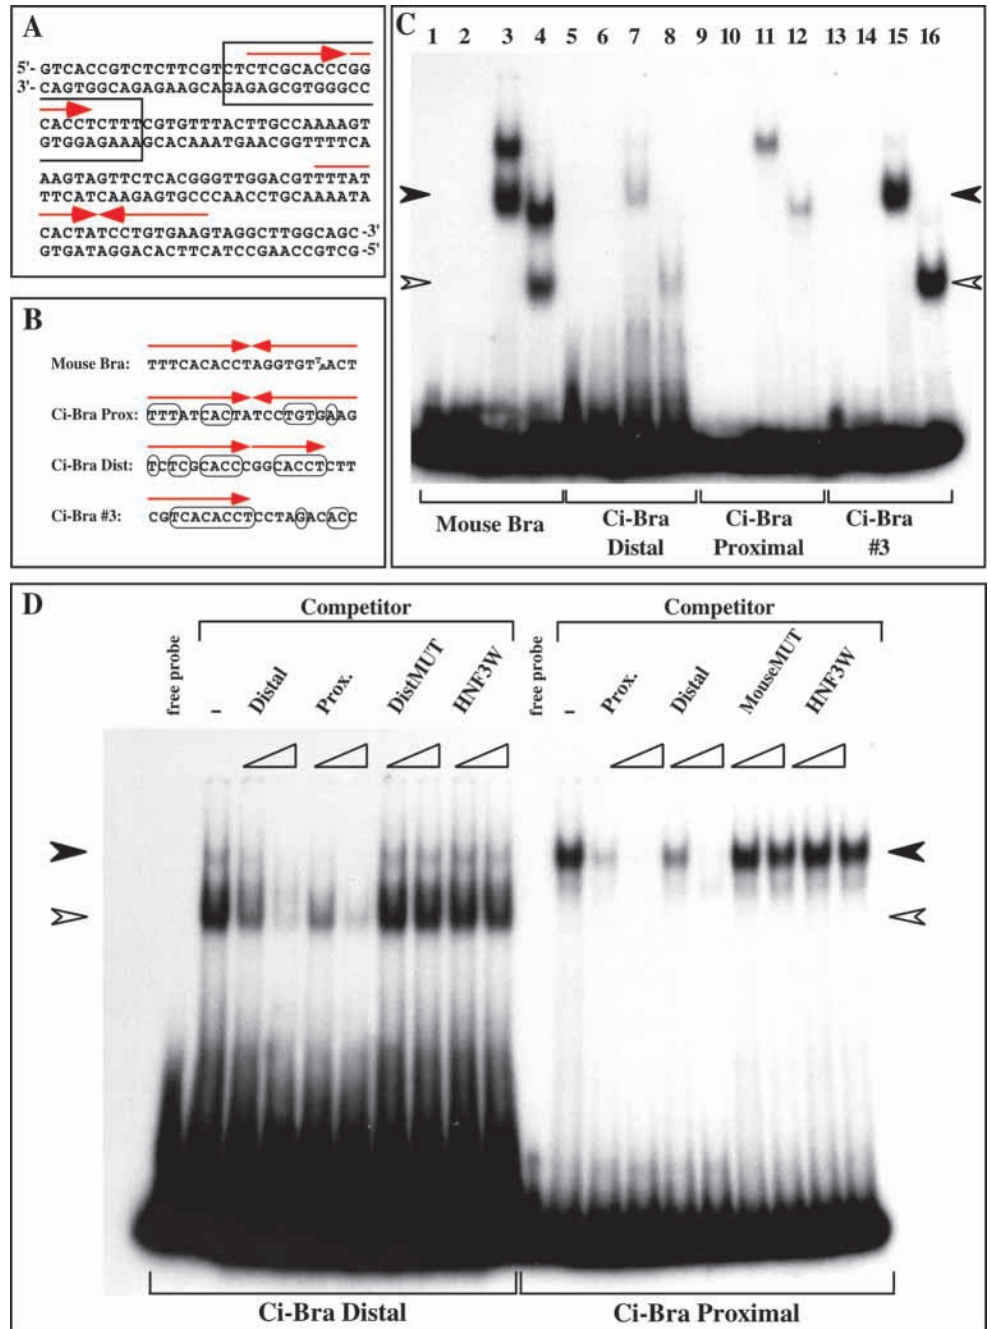 A
5'- GTCACCGTCTCTTCGTCTCTCGCACCCGG
3'- CAGTGGCAGAGAAGCAGAGAGCGTGGGCC
CACCTCTTTCGTGTTTACTTGCCAAAAGT
GTGGAGAAAGCACAAATGAACGGTTTTCA
AAGTAGTTCTCACGGGTTGGACGTTTTAT
TTCATCAAGAGTGCCCAACCTGCAAAATA
CACTATCCTGTGAAGTAGGCTTGGCAGC -3'
GTGATAGGACACTTCATCCGAACCGTCG -5'
B
Mouse Bra: TTTCACACCTAGGTGTTAACT
Ci-Bra Prox: TTTATCACTATCCTGTGAAG
Ci-Bra Dist: TCTCGCACCCGGCACCTCTT
Ci-Bra #3: CGTCACACCTCCTAGACACC
C
1 2 3 4 5 6 7 8 9 10 11 12 13 14 15 16
Mouse Bra
Ci-Bra Distal
Ci-Bra Proximal
Ci-Bra #3
D
Competitor
free probe
–
Distal
Prox.
DistMUT
HNF3W
Competitor
free probe
–
Prox.
Distal
MouseMUT
HNF3W
Ci-Bra Distal
Ci-Bra Proximal